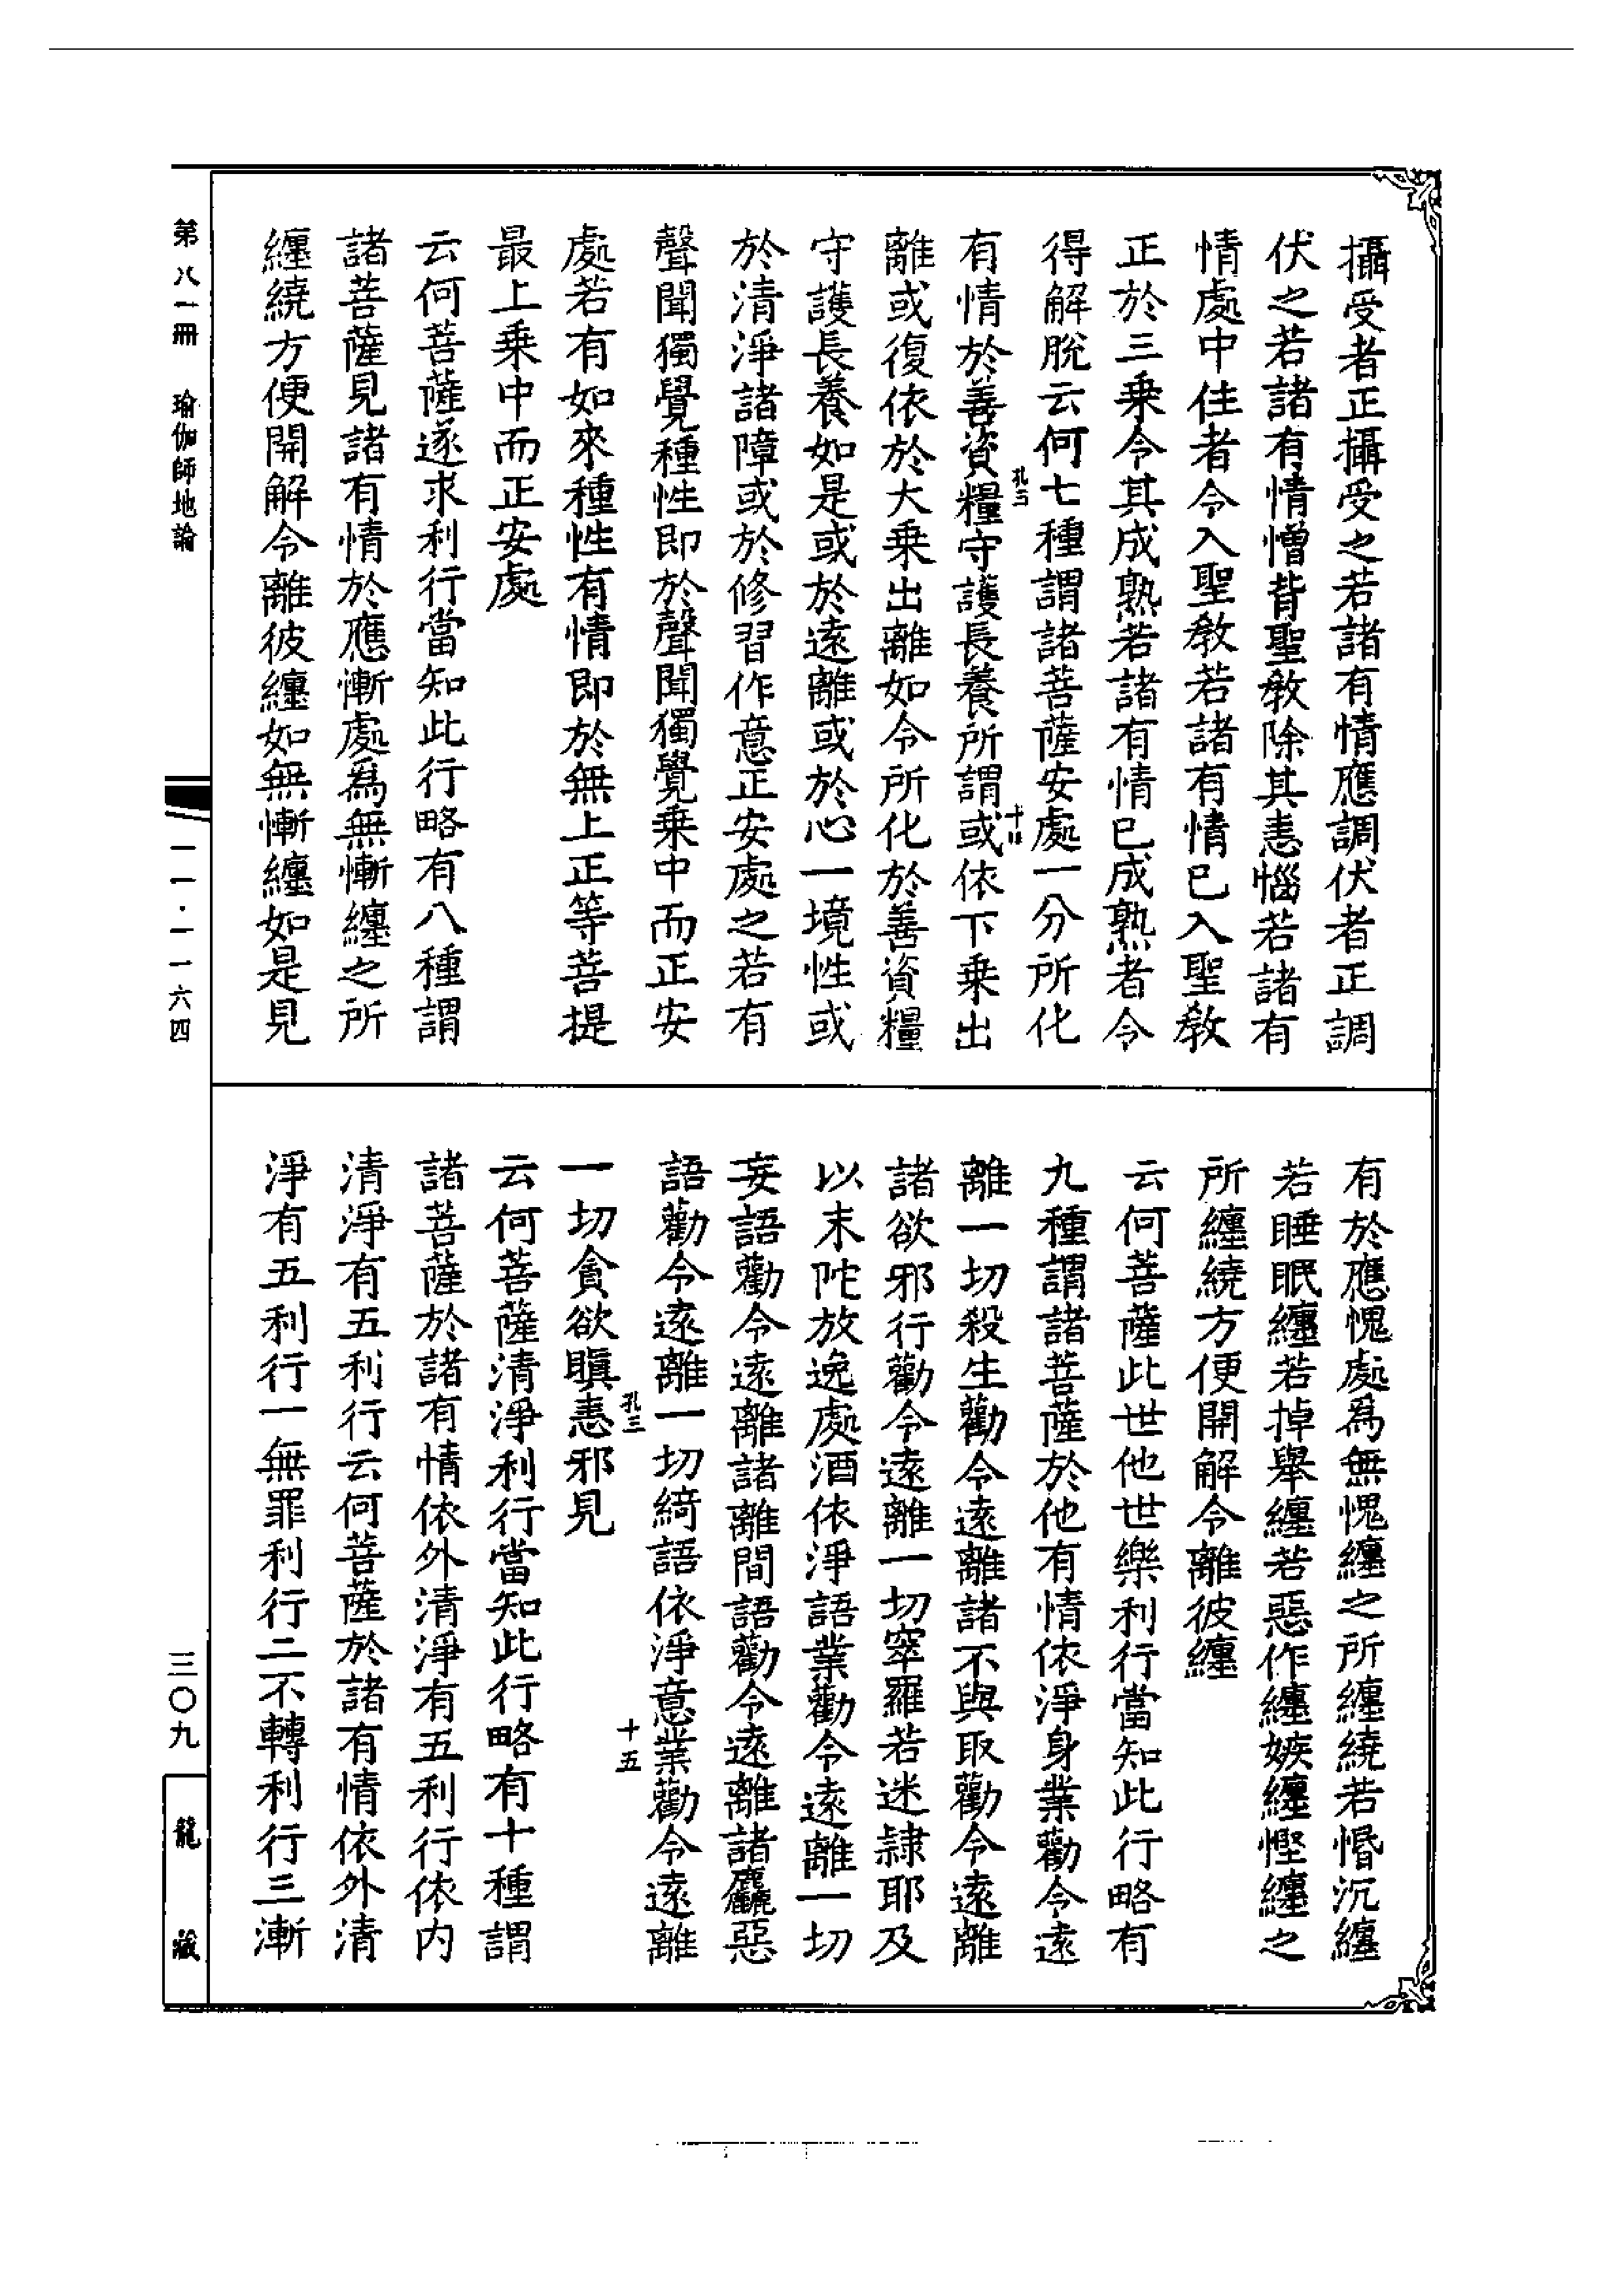 攝受者正攝受之若諸有情應調伏者正調
伏之若諸有情憎背聖教除其恚惱若諸有
情處中住者令入聖教若諸有情已入聖教
正於三乗令其成熟若諸有情已成熟者令
得解脫云何七種謂諸菩薩安處一分所化
孔三
十四
有情於善資糧守護長養所謂或依下乗出
離或復依於大乗出離如令所化於善資糧
守護長養如是或於遠離或於心一境性或
於清淨諸障或於修習作意正安處之若有
聲聞獨覺種性即於聲聞獨覺乗中而正安
處若有如來種性有情即於無上正等菩提
最上乗中而正安處
云何菩薩遂求利行當知此行略有八種謂
諸菩薩見諸有情於應慚處爲無慚纏之所
纏繞方便開解令離彼纏如無慚纏如是見
有於應愧處爲無愧纏之所纏繞若惛沉纏
若睡眠纏若掉舉纏若惡作纏嫉纏慳纏之
所纏繞方便開解令離彼纏
云何菩薩此世他世樂利行當知此行略有
九種謂諸菩薩於他有情依淨身業勸令遠
離一切殺生勸令遠離諸不與取勸令遠離
諸欲邪行勸令遠離一切窣羅若迷隷耶及
以末陀放逸處酒依淨語業勸令遠離一切
妄語勸令遠離諸離間語勸令遠離諸麤惡
語勸令遠離一切綺語依淨意業勸令遠離
孔三
十五
一切貪欲瞋恚邪見
云何菩薩清淨利行當知此行略有十種謂
諸菩薩於諸有情依外清淨有五利行依内
清淨有五利行云何菩薩於諸有情依外清
淨有五利行一無罪利行二不轉利行三漸
第八一冊
瑜伽師地論
一一·一一六四
三〇九
龍藏